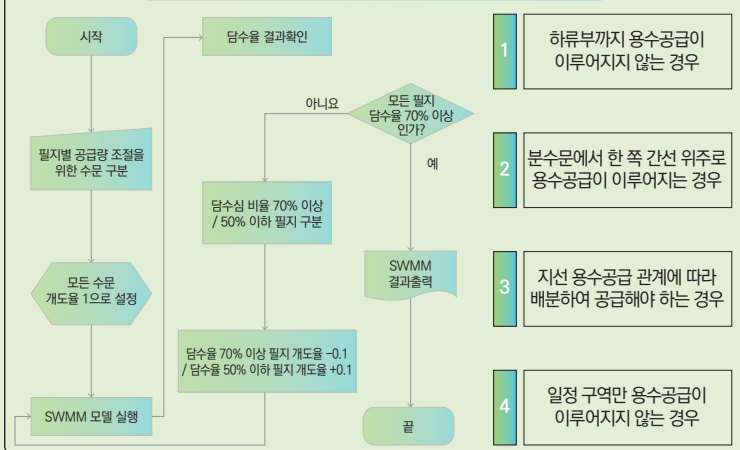 시작
필지별 공급량 조절을
위한 수문 구분
모든 수문
개도율 1으로 설정
SWMM 모델 실행
담수율 결과확인
모든 필지
담수율 70% 이상
인가?
아니요
예
담수심 비율 70% 이상
/ 50% 이하 필지 구분
담수율 70% 이상 필지 개도율 -0.1
/ 담수율 50% 이하 필지 개도율 +0.1
SWMM
결과출력
끝
1
하류부까지 용수공급이
이루어지지 않는 경우
2
분수문에서 한 쪽 간선 위주로
용수공급이 이루어지는 경우
3
지선 용수공급 관계에 따라
배분하여 공급해야 하는 경우
4
일정 구역만 용수공급이
이루어지지 않는 경우